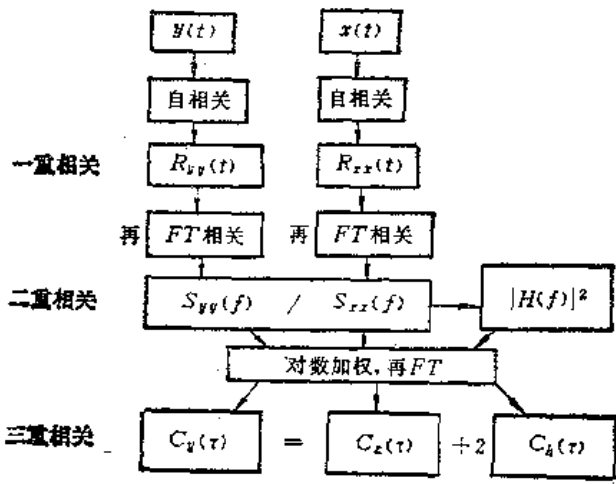 y(t) x(t)
自相关 自相关
一重相关 R_yy(t) R_xx(t)
再 FT相关 再 FT相关
二重相关 S_yy(f) / S_xx(f) |H(f)|²
对数加权,再FT
三重相关 C_y(τ) = C_x(τ) +2 C_h(τ)